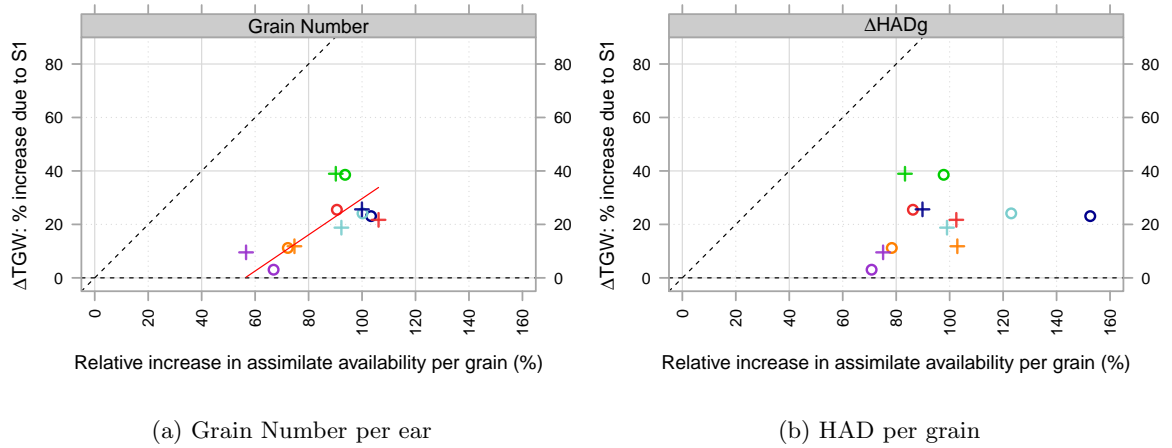 Grain Number
ΔTGW: % increase due to S1
80
60
40
20
0
80
60
40
20
0
0 20 40 60 80 100 120 140 160
Relative increase in assimilate availability per grain (%)
(a) Grain Number per ear
ΔHADg
ΔTGW: % increase due to S1
80
60
40
20
0
80
60
40
20
0
0 20 40 60 80 100 120 140 160
Relative increase in assimilate availability per grain (%)
(b) HAD per grain